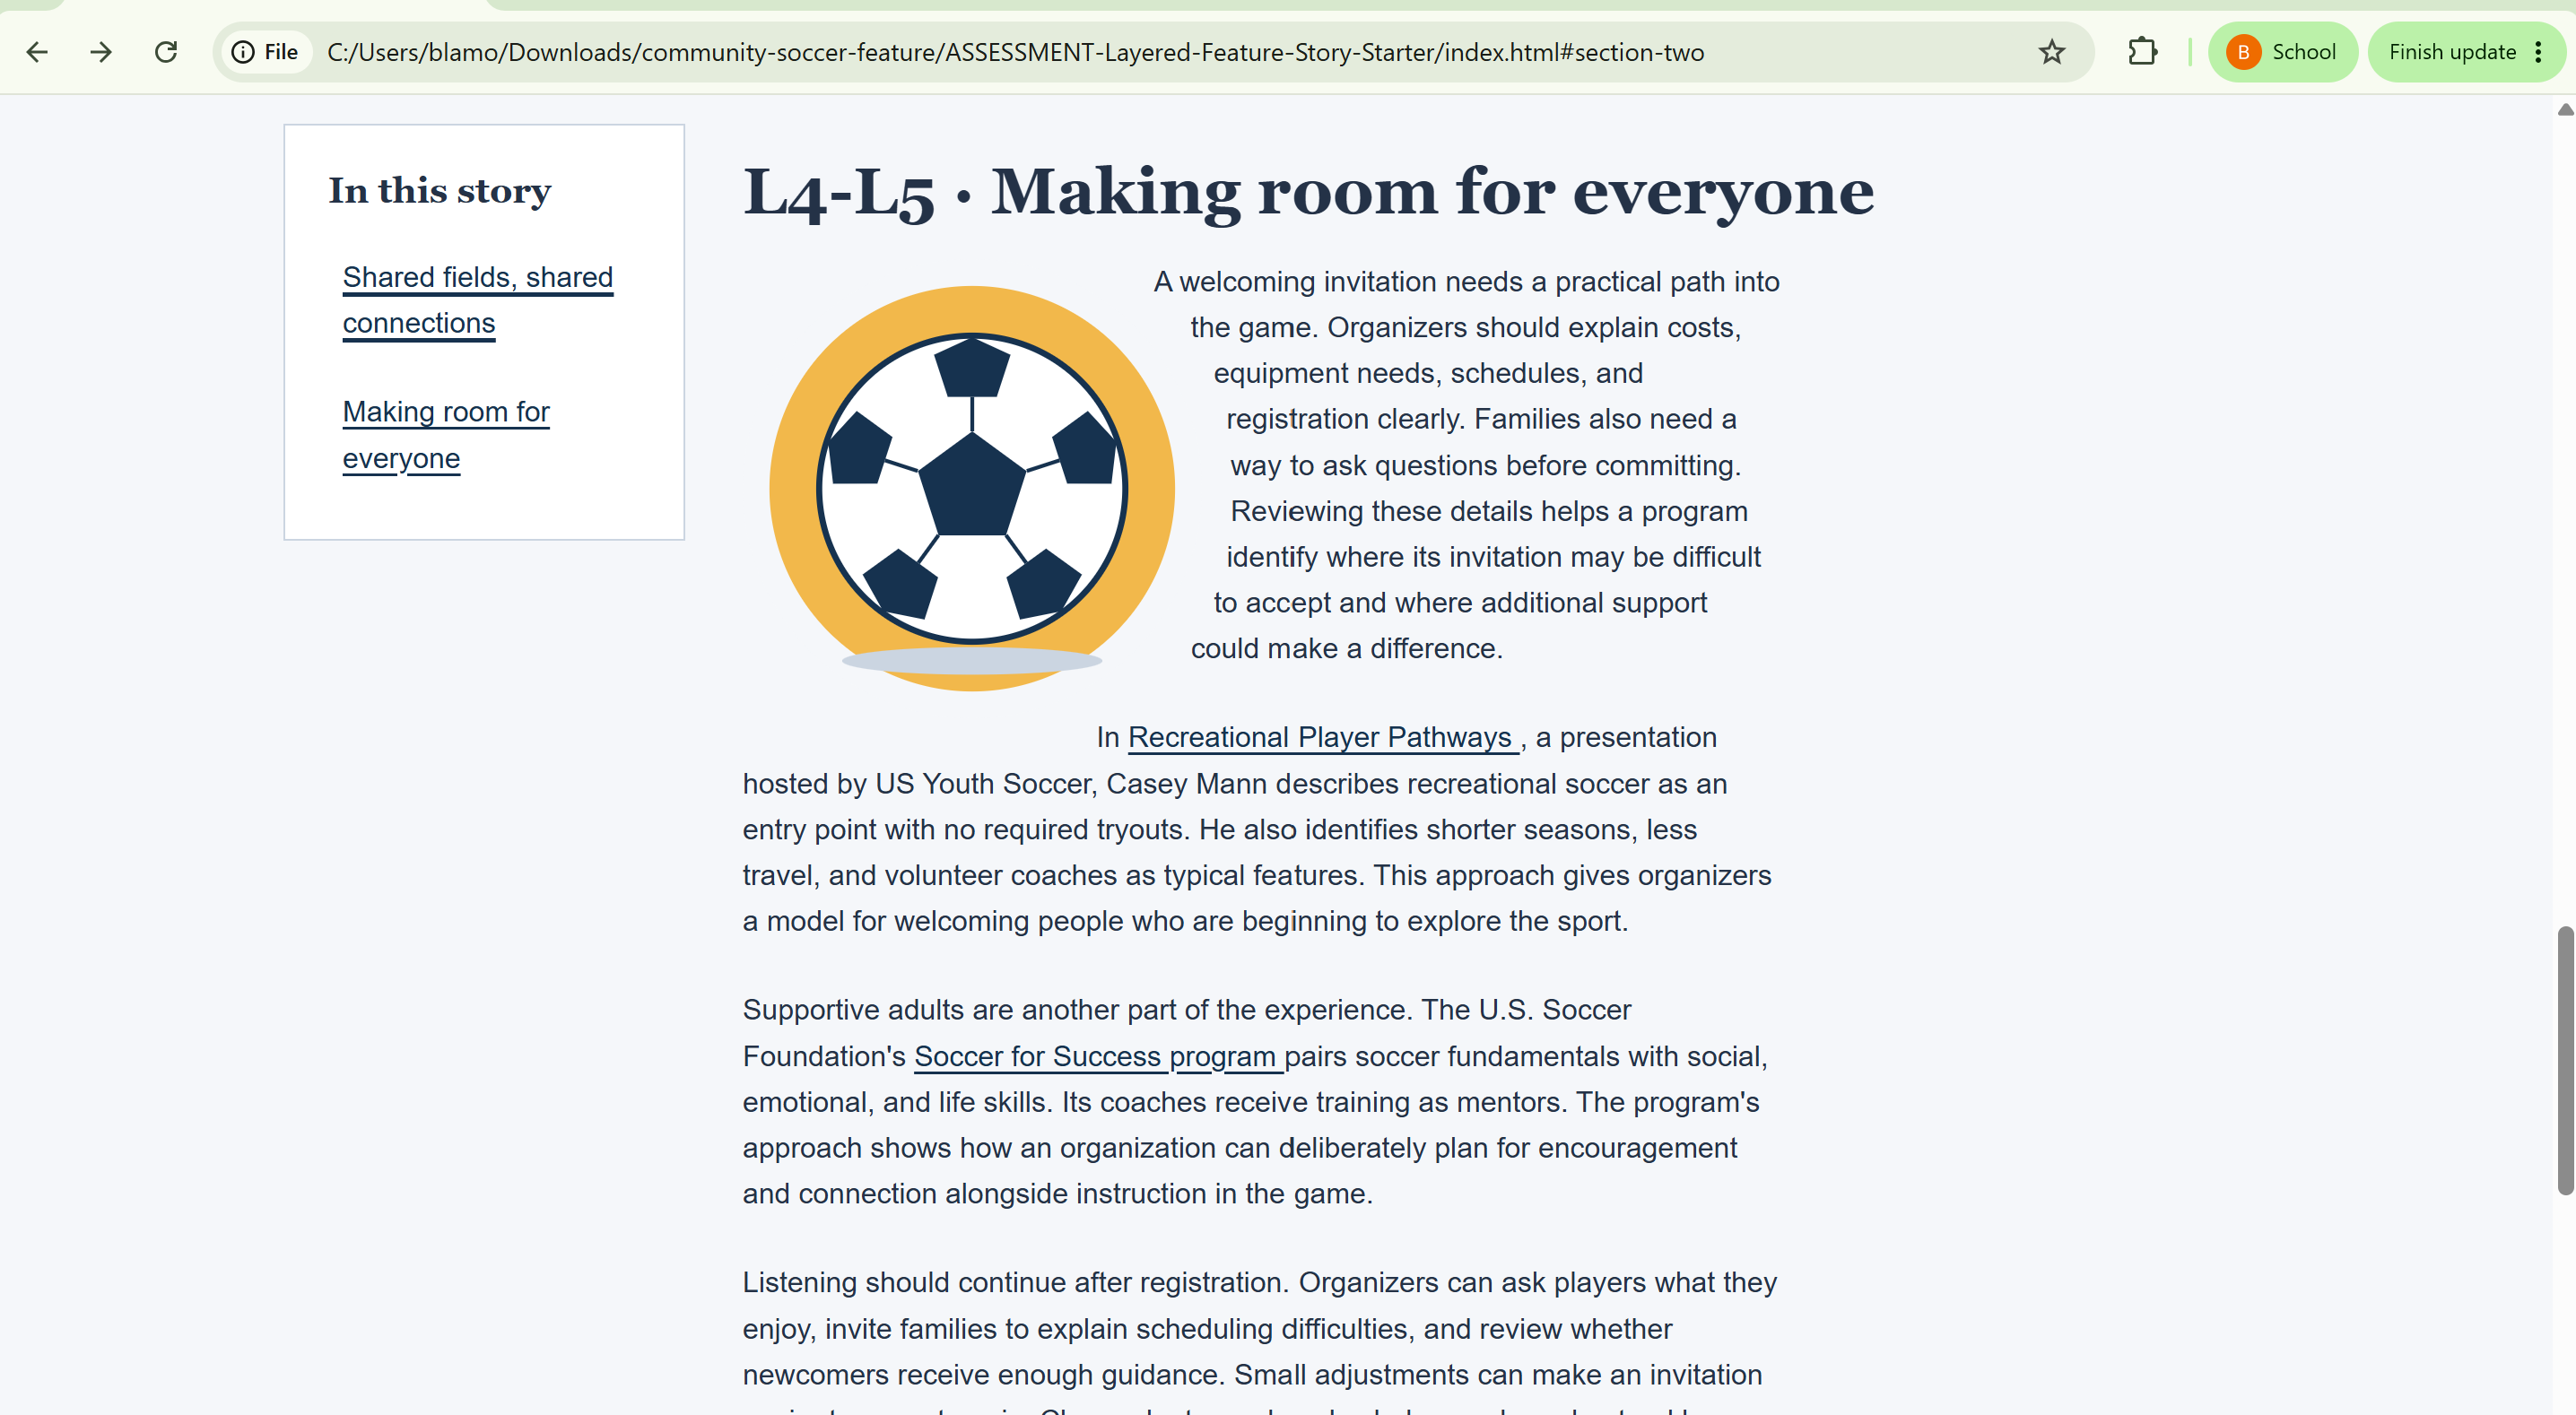 File
C:/Users/blamo/Downloads/community-soccer-feature/ASSESSMENT-Layered-Feature-Story-Starter/index.html#section-two
B
School
Finish update
In this story
Shared fields, shared
connections
Making room for
everyone
L4-L5 · Making room for everyone
A welcoming invitation needs a practical path into
the game. Organizers should explain costs,
equipment needs, schedules, and
registration clearly. Families also need a
way to ask questions before committing.
Reviewing these details helps a program
identify where its invitation may be difficult
to accept and where additional support
could make a difference.
In Recreational Player Pathways , a presentation
hosted by US Youth Soccer, Casey Mann describes recreational soccer as an
entry point with no required tryouts. He also identifies shorter seasons, less
travel, and volunteer coaches as typical features. This approach gives organizers
a model for welcoming people who are beginning to explore the sport.
Supportive adults are another part of the experience. The U.S. Soccer
Foundation's Soccer for Success program pairs soccer fundamentals with social,
emotional, and life skills. Its coaches receive training as mentors. The program's
approach shows how an organization can deliberately plan for encouragement
and connection alongside instruction in the game.
Listening should continue after registration. Organizers can ask players what they
enjoy, invite families to explain scheduling difficulties, and review whether
newcomers receive enough guidance. Small adjustments can make an invitation